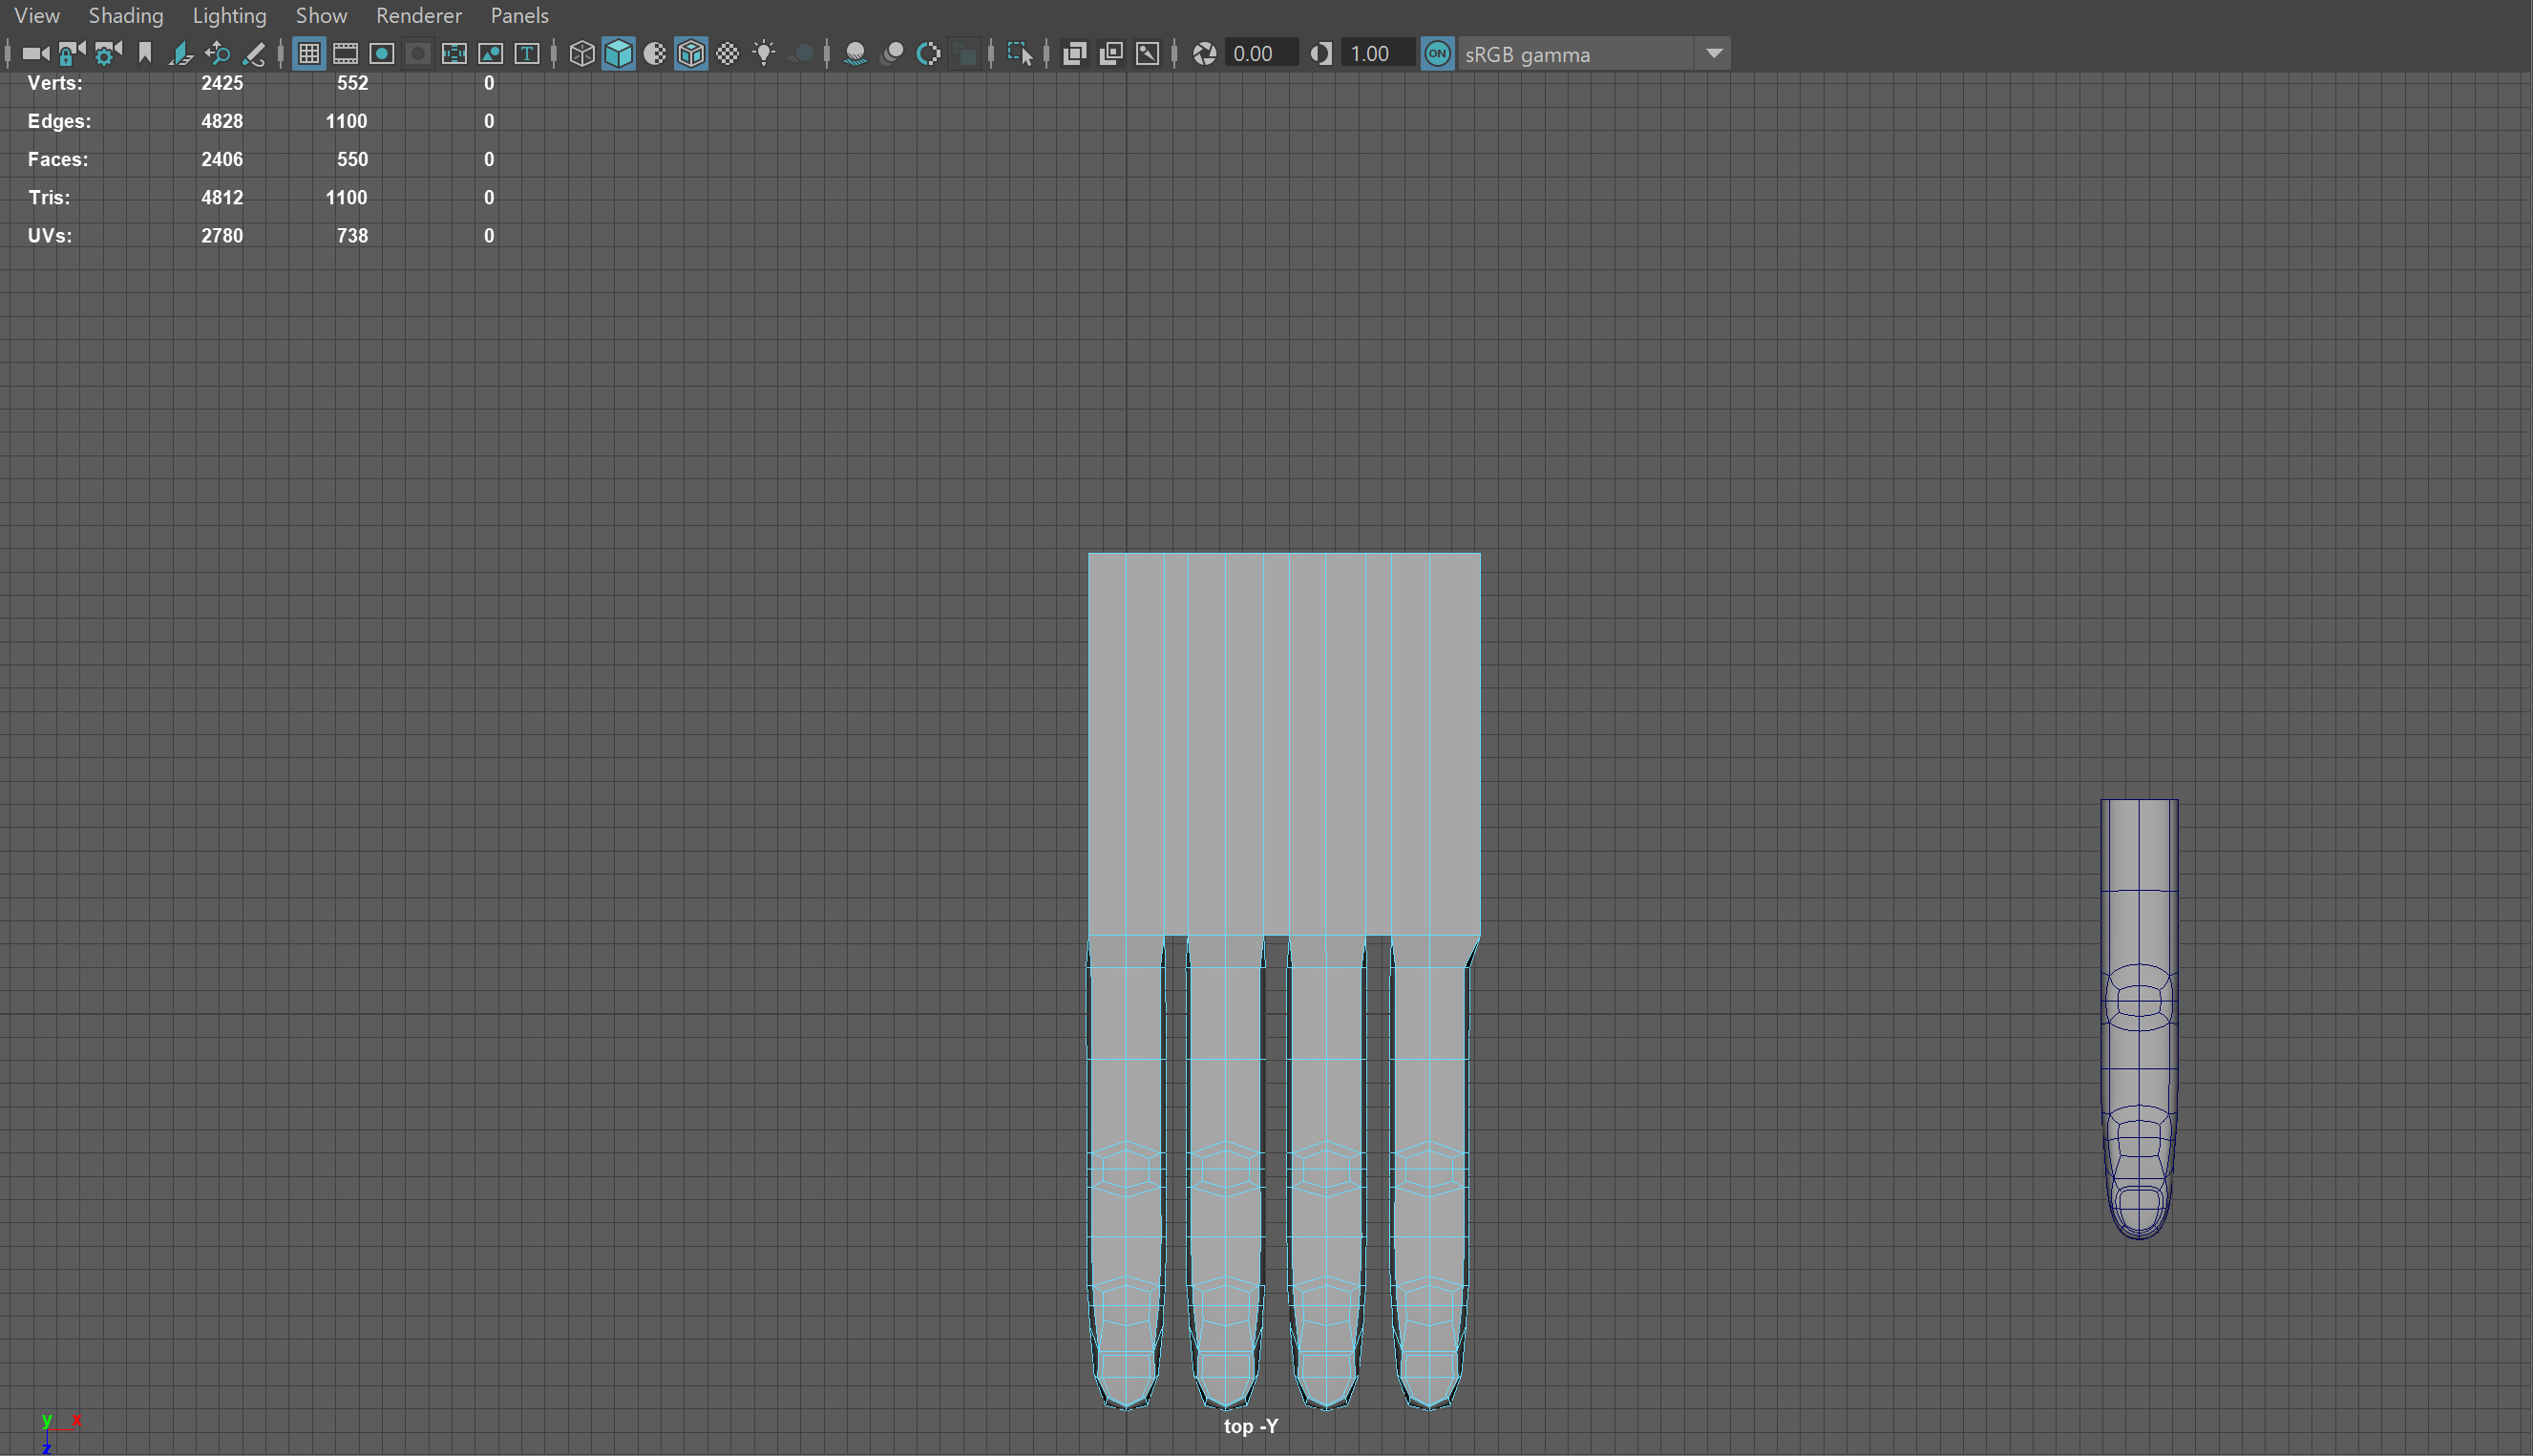 View Shading Lighting Show Renderer Panels
T 0.00 1.00 ON sRGB gamma
Verts: 2425 552 0
Edges: 4828 1100 0
Faces: 2406 550 0
Tris: 4812 1100 0
UVs: 2780 738 0
y x
z
top -Y